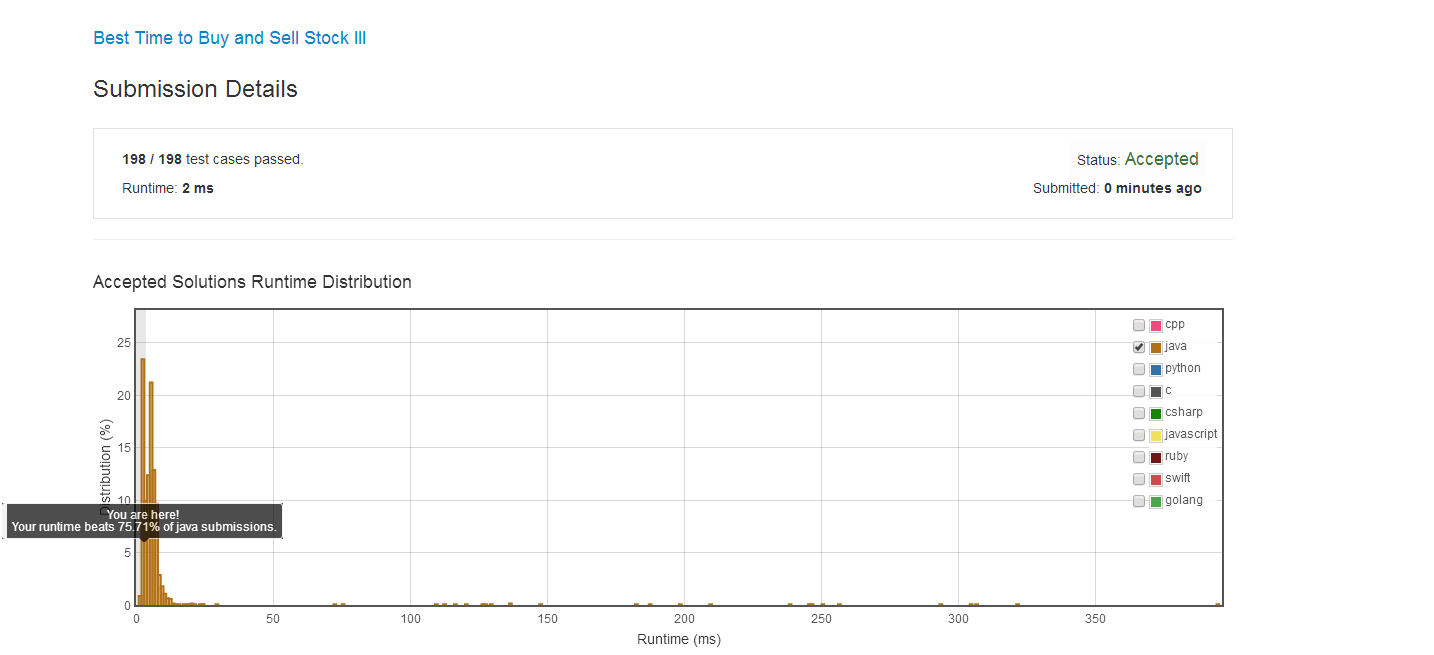 Best Time to Buy and Sell Stock III
Submission Details
198 / 198 test cases passed.
Status: Accepted
Runtime: 2 ms
Submitted: 0 minutes ago
Accepted Solutions Runtime Distribution
cpp
java
python
c
csharp
javascript
ruby
swift
golang
Distribution (%)
25
20
15
10
5
0
You are here!
Your runtime beats 75.71% of java submissions.
0 50 100 150 200 250 300 350
Runtime (ms)